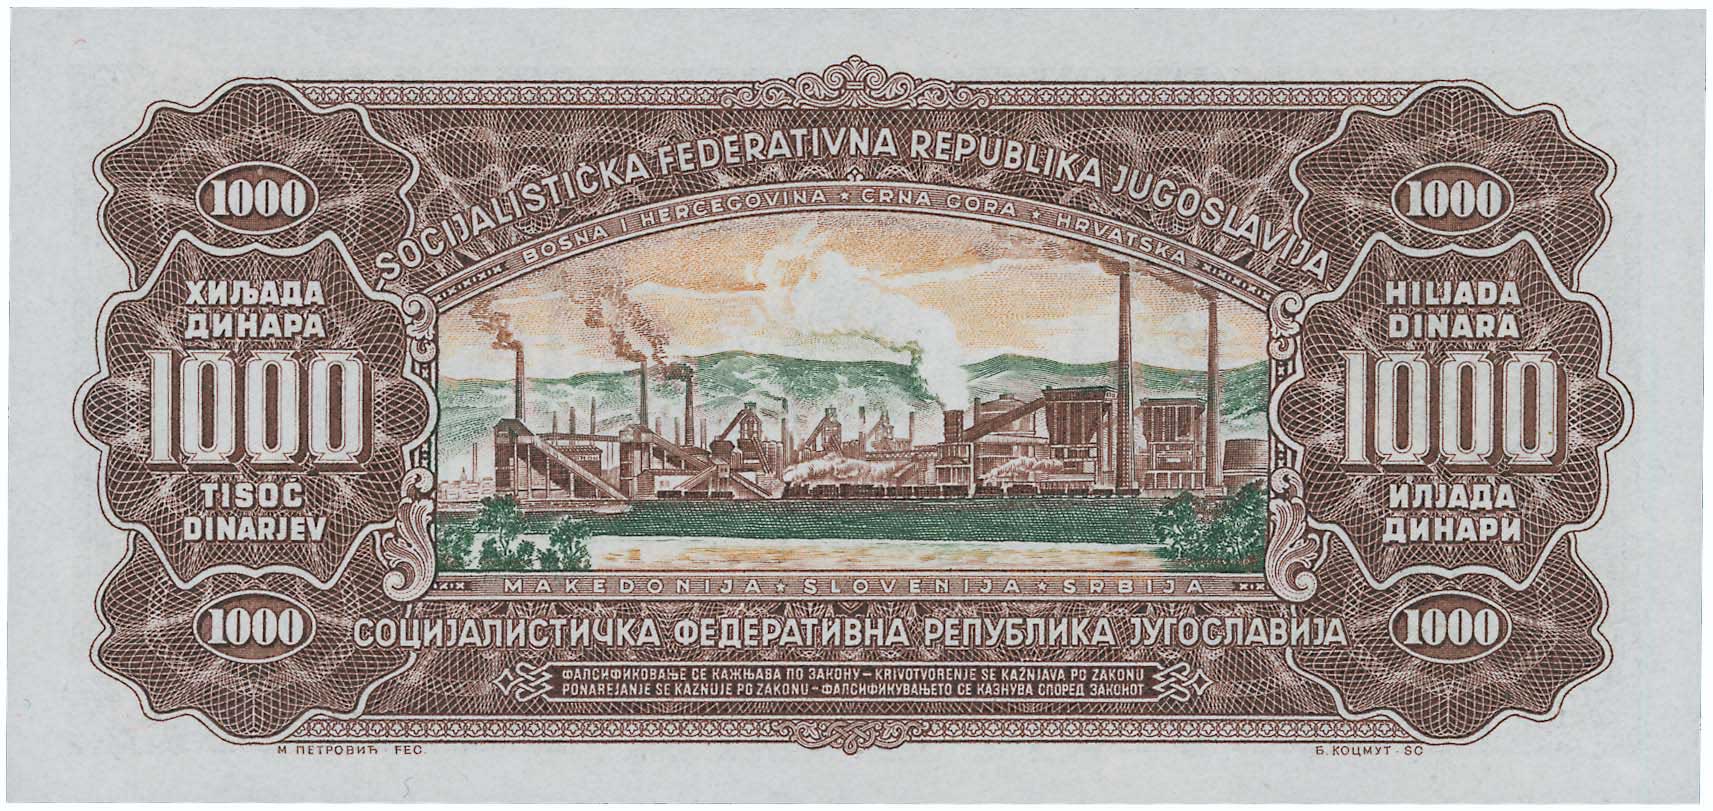 SOCIJALISTIČKA FEDERATIVNA REPUBLIKA JUGOSLAVIJA
BOSNA I HERCEGOVINA ★ CRNA GORA ★ HRVATSKA
1000
1000
ХИЉАДА
ДИНАРА
1000
TISOČ
DINARJEV
HILJADA
DINARA
1000
ИЛЈАДА
ДИНАРИ
MAKEDONIJA ★ SLOVENIJA ★ SRBIJA
1000
СОЦИЈАЛИСТИЧКА ФЕДЕРАТИВНА РЕПУБЛИКА ЈУГОСЛАВИЈА
1000
ФАЛСИФИКОВАЊЕ СЕ КАЖЊАВА ПО ЗАКОНУ – KRIVOTVORENJE SE KAŽNJAVA PO ZAKONU
PONAREJANJE SE KAZNUJE PO ZAKONU – ФАЛСИФИКУВАЊЕТО СЕ КАЗНУВА СПОРЕД ЗАКОНОТ
М. ПЕТРОВИЋ · FEC.
Б. КОЦМУТ · SC